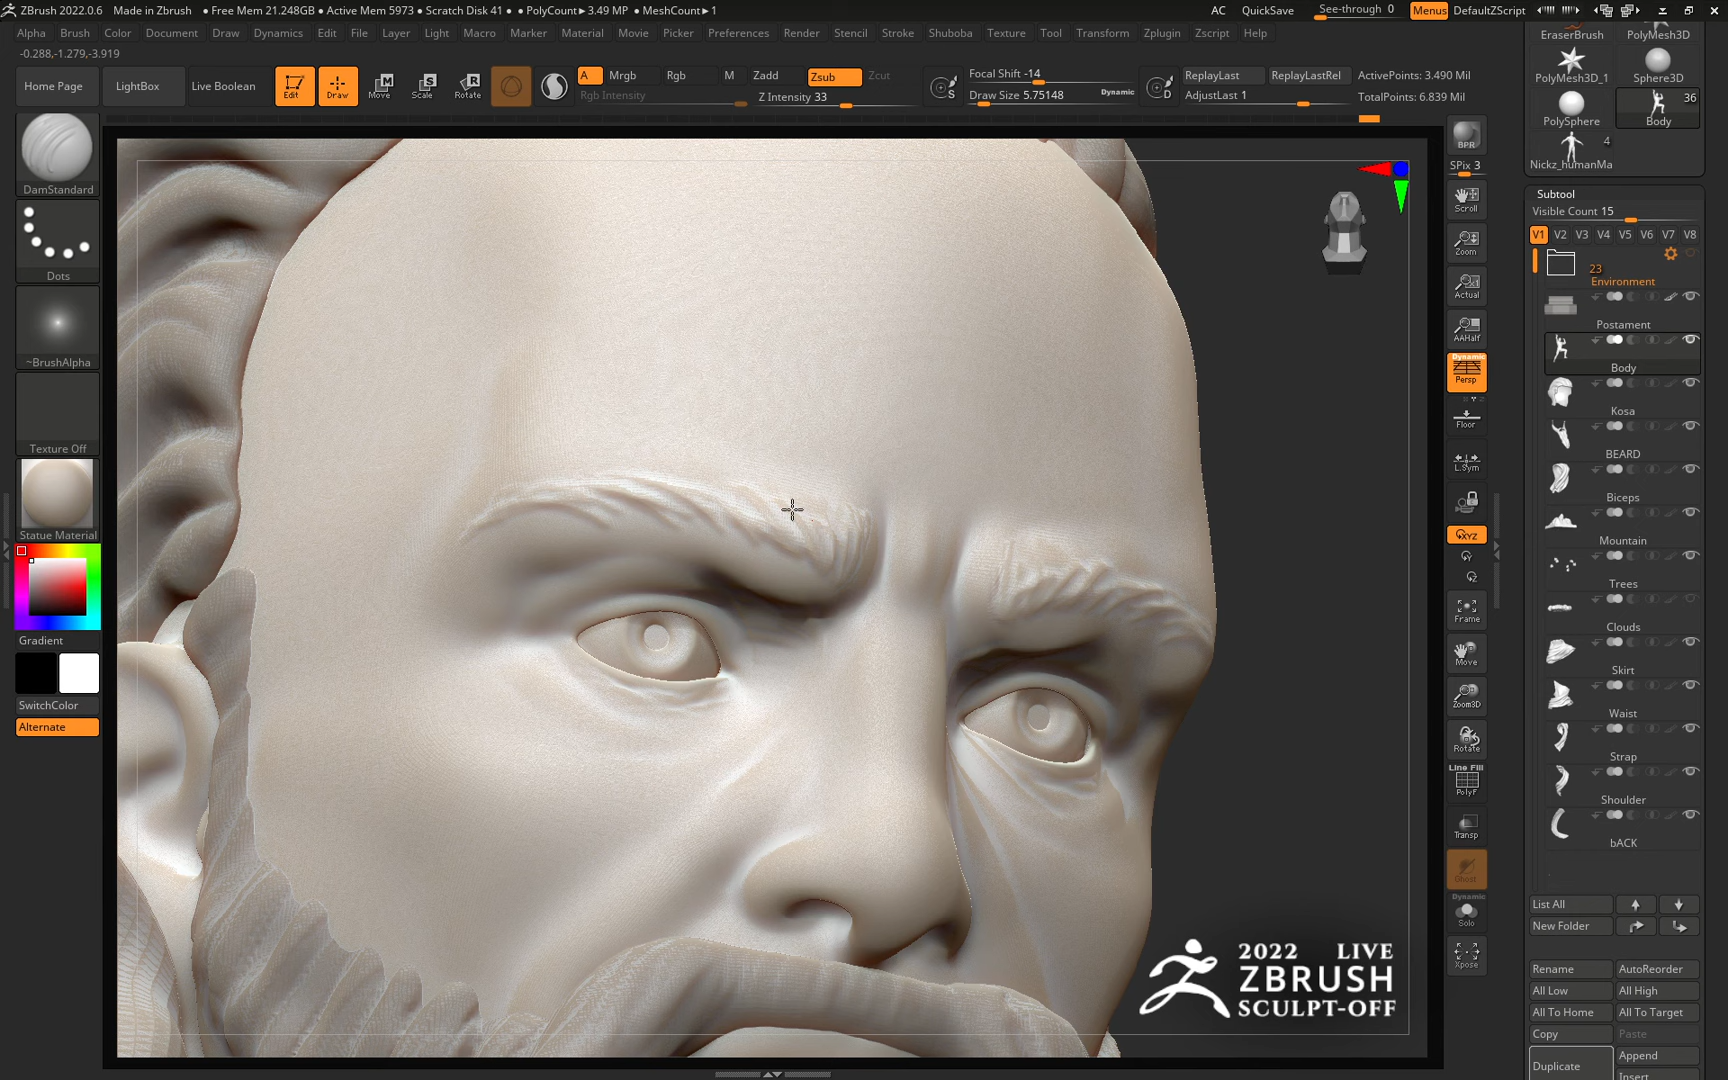 ZBrush 2022.0.6 Made in Zbrush • Free Mem 21.248GB • Active Mem 5973 • Scratch Disk 41 • • PolyCount► 3.49 MP • MeshCount► 1 AC QuickSave See-through 0 Menus DefaultZScript
Alpha Brush Color Document Draw Dynamics Edit File Layer Light Macro Marker Material Movie Picker Preferences Render Stencil Stroke Shuboba Texture Tool Transform Zplugin Zscript Help
-0.288,-1.279,-3.919
Home Page LightBox Live Boolean Edit Draw Move Scale Rotate
A Mrgb Rgb M Zadd Zsub Zcut
Rgb Intensity Z Intensity 33
S Focal Shift -14
Draw Size 5.75148 Dynamic
D ReplayLast ReplayLastRel
AdjustLast 1
ActivePoints: 3.490 Mil
TotalPoints: 6.839 Mil
DamStandard
Dots
~BrushAlpha
Texture Off
Statue Material
Gradient
SwitchColor
Alternate
2022 LIVE
ZBRUSH
SCULPT-OFF
BPR
SPix 3
Scroll
Zoom
Actual
AAHalf
Dynamic
Persp
Floor
L.Sym
XYZ
Y
Z
Frame
Move
Zoom3D
Rotate
Line Fill
PolyF
Transp
Ghost
Dynamic
Solo
Xpose
EraserBrush PolyMesh3D
PolyMesh3D_1 Sphere3D
36
PolySphere Body
4
Nickz_humanMa
Subtool
Visible Count 15
V1 V2 V3 V4 V5 V6 V7 V8
23
Environment
Postament
Body
Kosa
BEARD
Biceps
Mountain
Trees
Clouds
Skirt
Waist
Strap
Shoulder
bACK
List All
New Folder
Rename AutoReorder
All Low All High
All To Home All To Target
Copy Paste
Duplicate Append
Insert